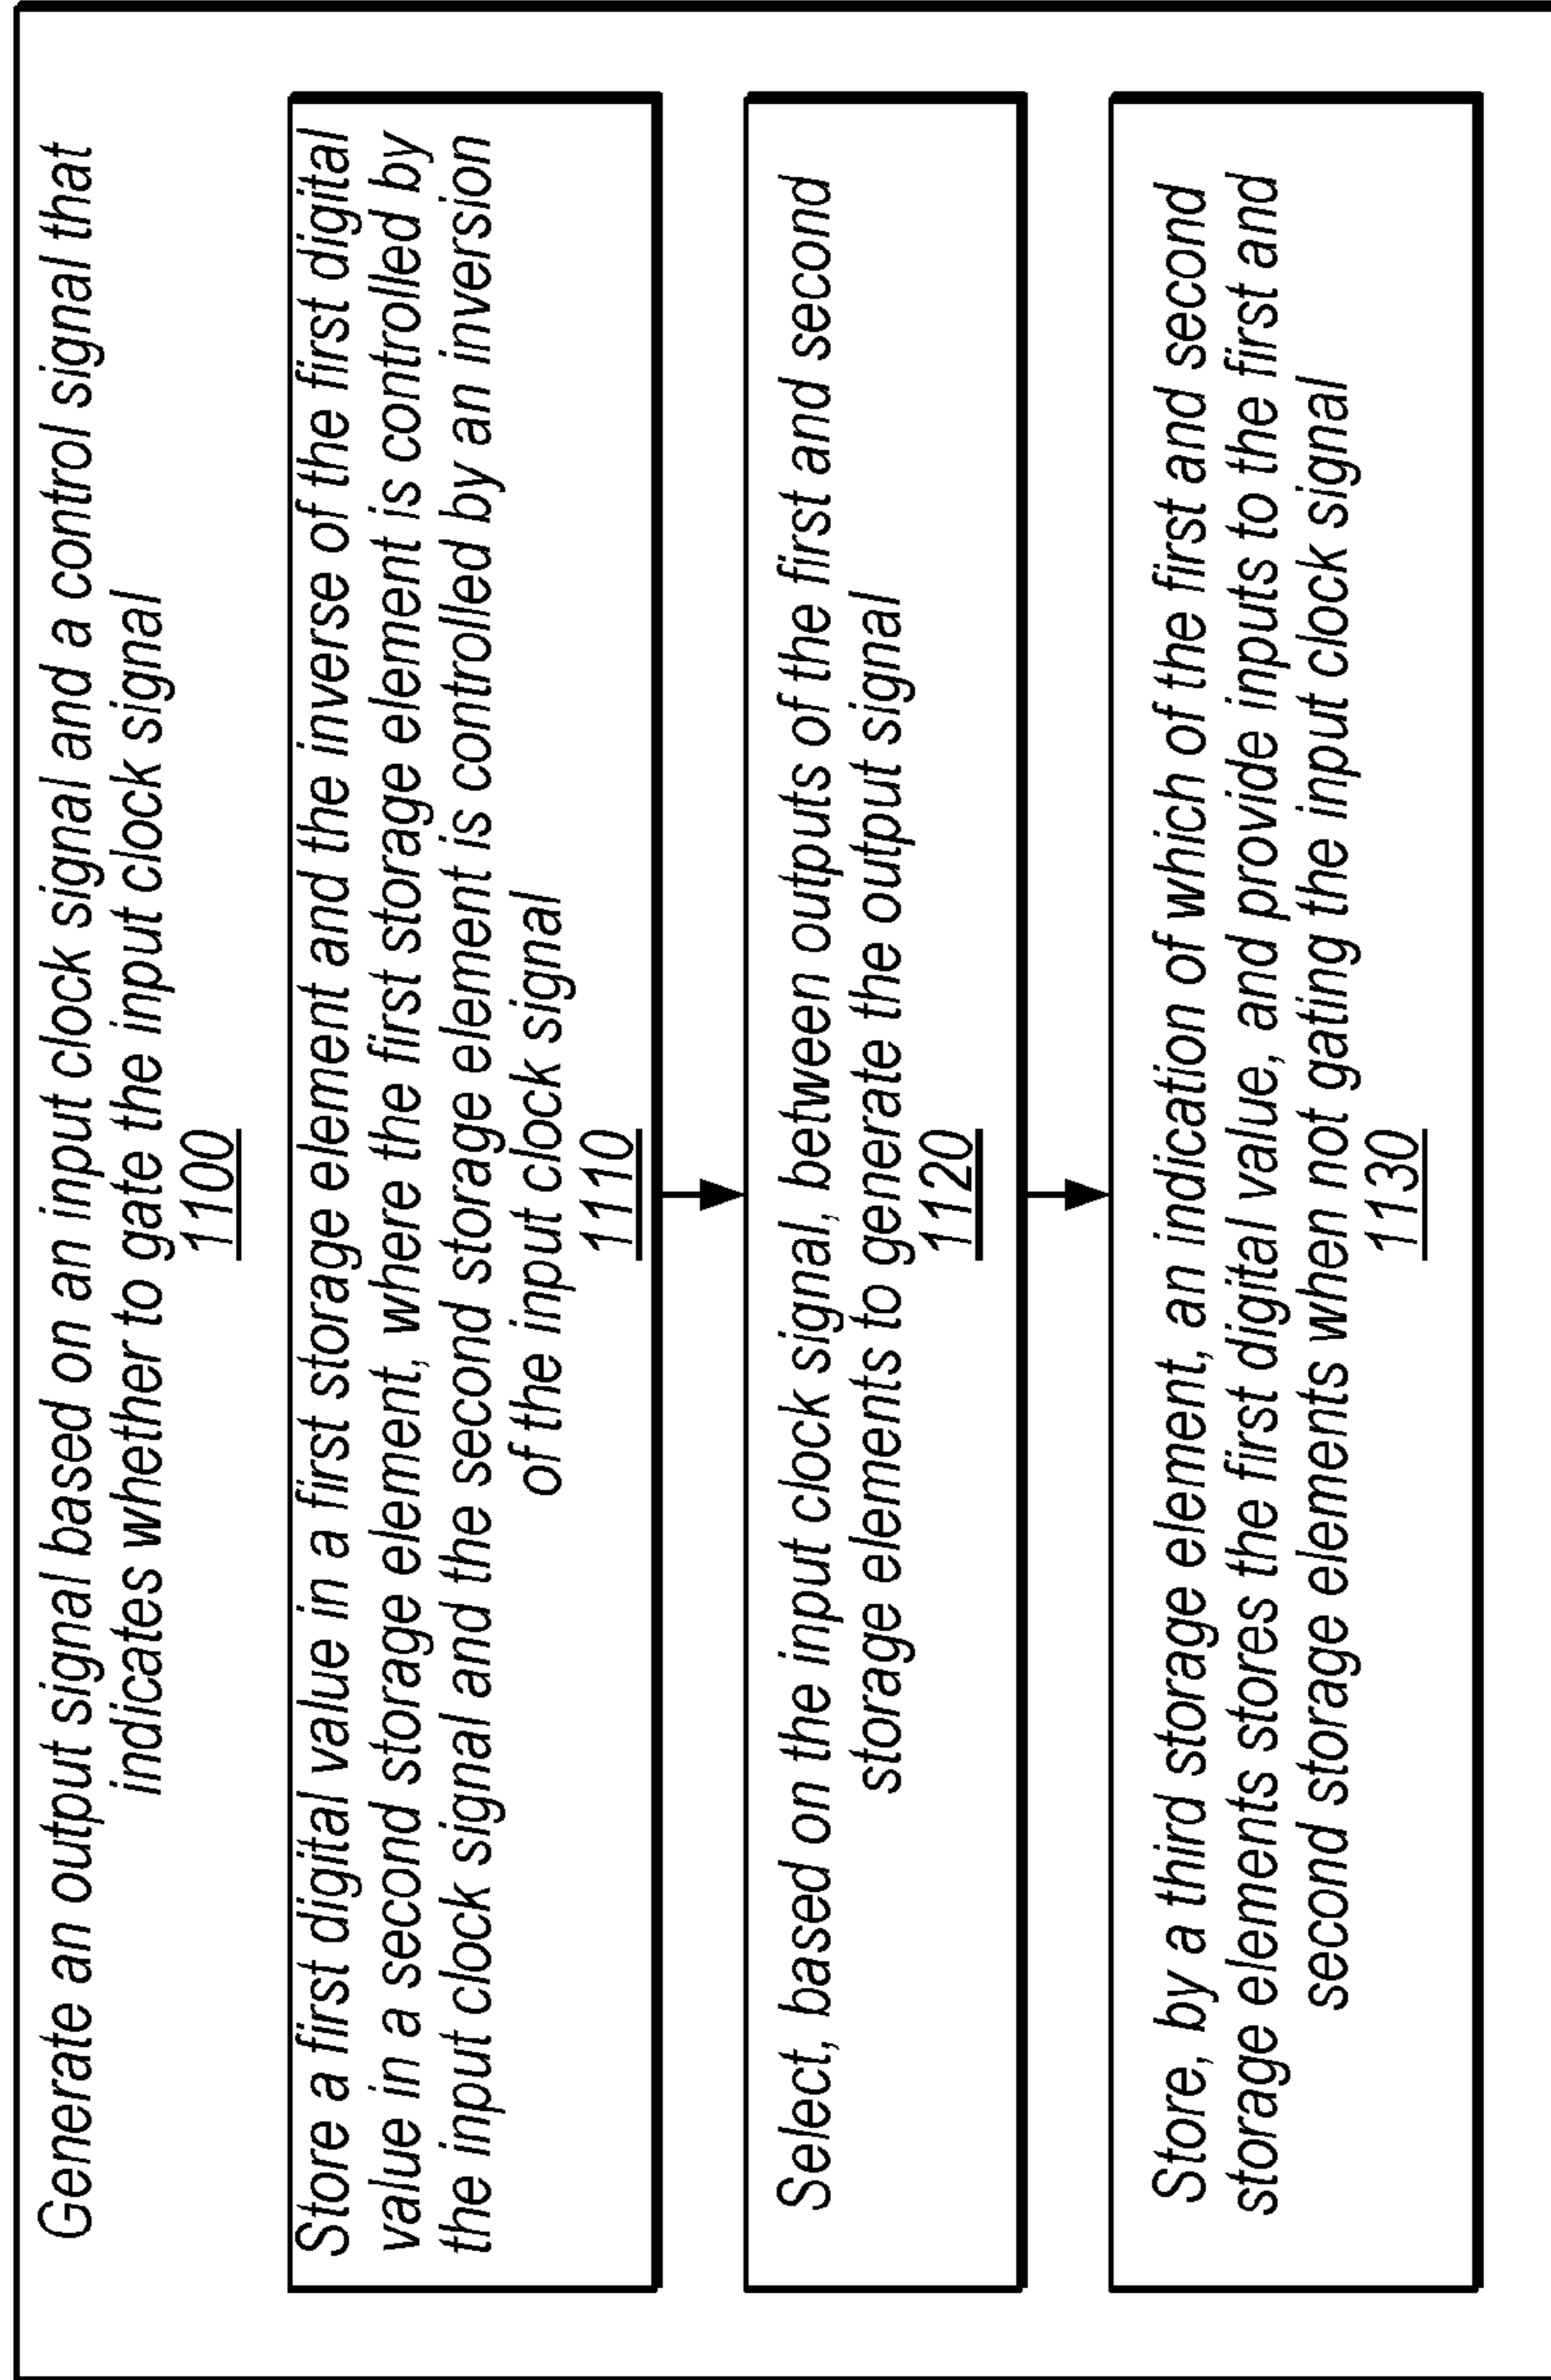 Generate an output signal based on an input clock signal and a control signal that
indicates whether to gate the input clock signal
1100
Store a first digital value in a first storage element and the inverse of the first digital
value in a second storage element, where the first storage element is controlled by
the input clock signal and the second storage element is controlled by an inversion
of the input clock signal
1110
Select, based on the input clock signal, between outputs of the first and second
storage elements to generate the output signal
1120
Store, by a third storage element, an indication of which of the first and second
storage elements stores the first digital value, and provide inputs to the first and
second storage elements when not gating the input clock signal
1130